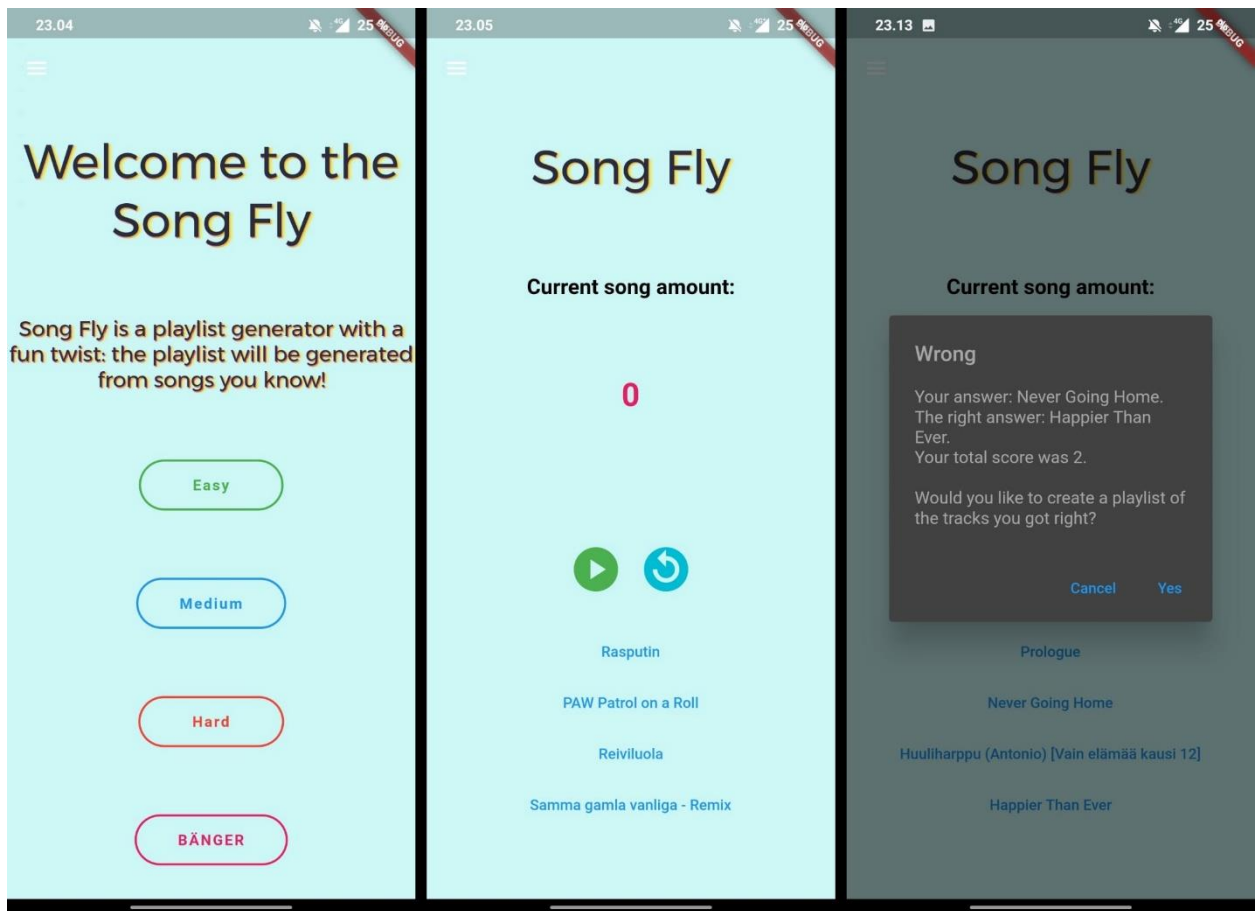 23.04
4G
25 %
DEBUG
Welcome to the
Song Fly
Song Fly is a playlist generator with a
fun twist: the playlist will be generated
from songs you know!
Easy
Medium
Hard
BÄNGER
23.05
4G
25 %
DEBUG
Song Fly
Current song amount:
0
Rasputin
PAW Patrol on a Roll
Reiviluola
Samma gamla vanliga - Remix
23.13
4G
25 %
DEBUG
Song Fly
Current song amount:
Wrong
Your answer: Never Going Home.
The right answer: Happier Than
Ever.
Your total score was 2.
Would you like to create a playlist of
the tracks you got right?
Cancel Yes
Prologue
Never Going Home
Huuliharppu (Antonio) [Vain elämää kausi 12]
Happier Than Ever